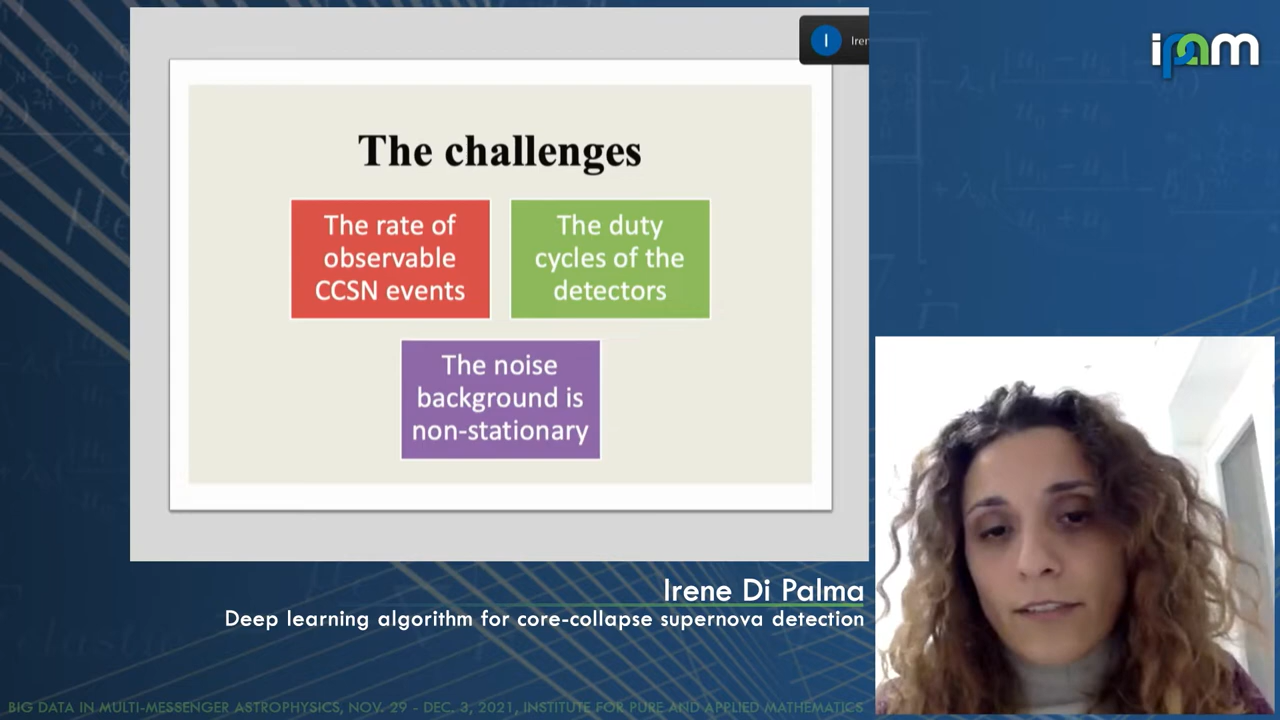 I Iren
ipam
The challenges
The rate of
observable
CCSN events
The duty
cycles of the
detectors
The noise
background is
non-stationary
Irene Di Palma
Deep learning algorithm for core-collapse supernova detection
BIG DATA IN MULTI-MESSENGER ASTROPHYSICS, NOV. 29 - DEC. 3, 2021, INSTITUTE FOR PURE AND APPLIED MATHEMATICS